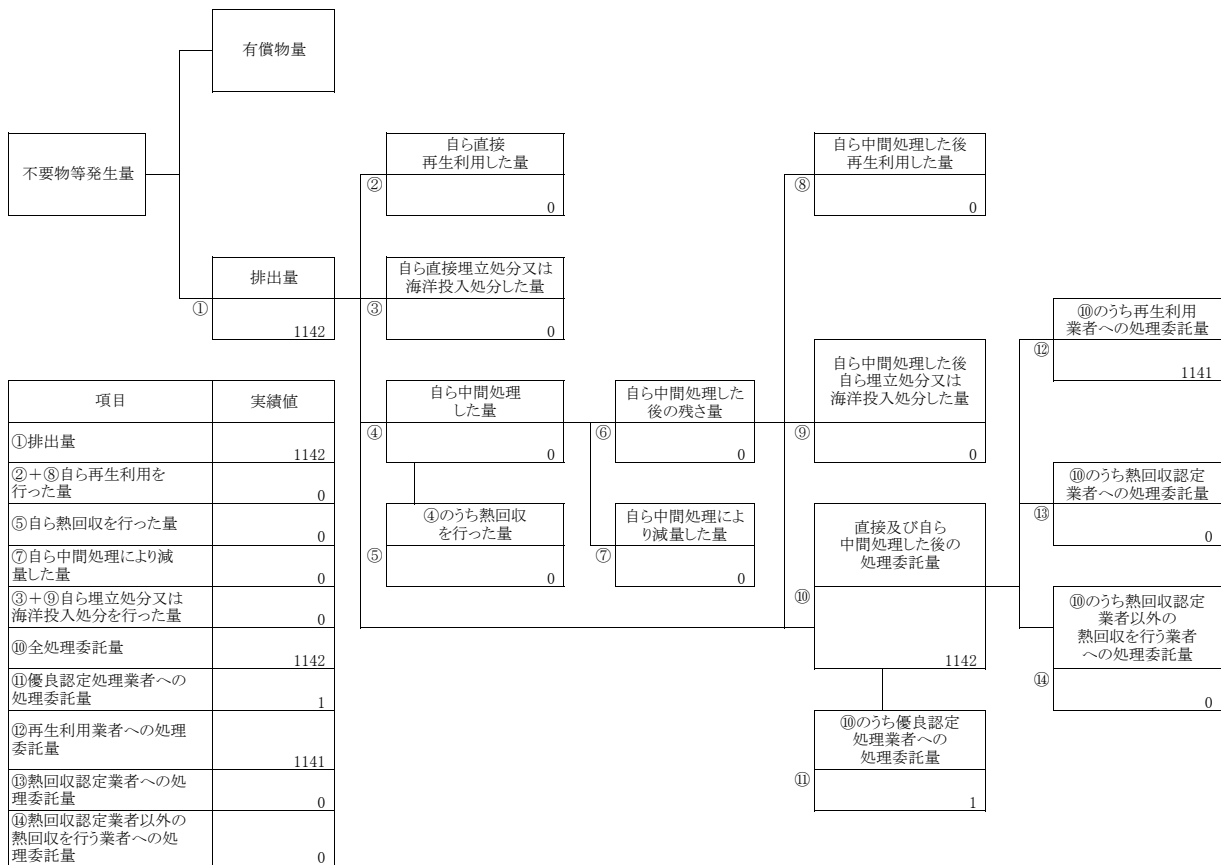 有償物量
不要物等発生量
自ら直接
再生利用した量
②
0
自ら中間処理した後
再生利用した量
⑧
0
排出量
①
1142
自ら直接埋立処分又は
海洋投入処分した量
③
0
⑩のうち再生利用
業者への処理委託量
⑫
1141
自ら中間処理
した量
④
0
自ら中間処理した
後の残さ量
⑥
0
自ら中間処理した後
自ら埋立処分又は
海洋投入処分した量
⑨
0
⑩のうち熱回収認定
業者への処理委託量
⑬
0
④のうち熱回収
を行った量
⑤
0
自ら中間処理によ
り減量した量
⑦
0
直接及び自ら
中間処理した後の
処理委託量
⑩
1142
⑩のうち熱回収認定
業者以外の
熱回収を行う業者
への処理委託量
⑭
0
⑩のうち優良認定
処理業者への
処理委託量
⑪
1
項目 実績値
①排出量
1142
②+⑧自ら再生利用を
行った量 0
⑤自ら熱回収を行った量
0
⑦自ら中間処理により減
量した量 0
③+⑨自ら埋立処分又は
海洋投入処分を行った量 0
⑩全処理委託量
1142
⑪優良認定処理業者への
処理委託量 1
⑫再生利用業者への処理
委託量
1141
⑬熱回収認定業者への処
理委託量 0
⑭熱回収認定業者以外の
熱回収を行う業者への処
理委託量 0